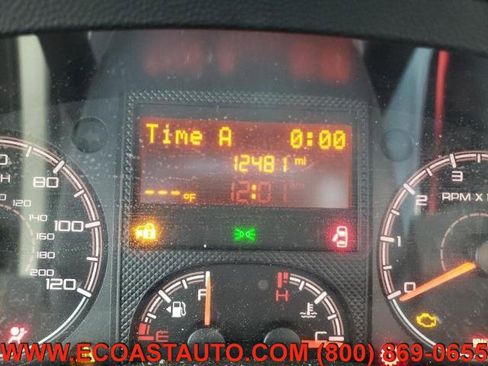 Time A 0:00
12481 mi
---°F 12:01
H
80
120
100
140
160
120
200
RPM X1
3
2
1
0
F
H
E
C
WWW.ECOASTAUTO.COM (800) 869-0655